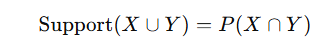 Support(X ∪ Y) = P(X ∩ Y)